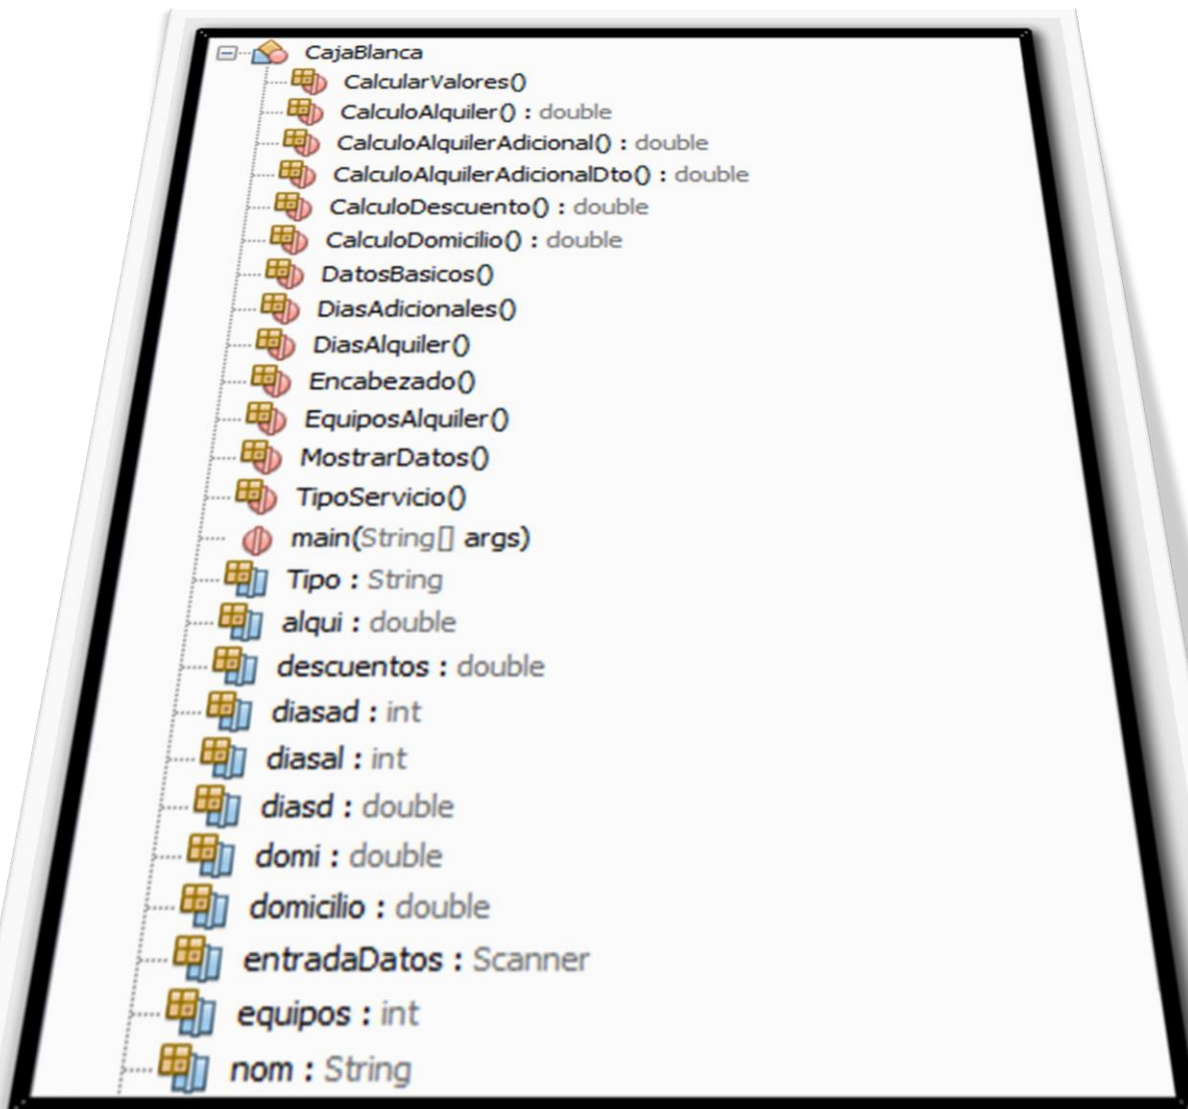 CajaBlanca
CalcularValores()
CalculoAlquiler() : double
CalculoAlquilerAdicional() : double
CalculoAlquilerAdicionalDto() : double
CalculoDescuento() : double
CalculoDomicilio() : double
DatosBasicos()
DiasAdicionales()
DiasAlquiler()
Encabezado()
EquiposAlquiler()
MostrarDatos()
TipoServicio()
main(String[] args)
Tipo : String
alqui : double
descuentos : double
diasad : int
diasal : int
diasd : double
domi : double
domicilio : double
entradaDatos : Scanner
equipos : int
nom : String